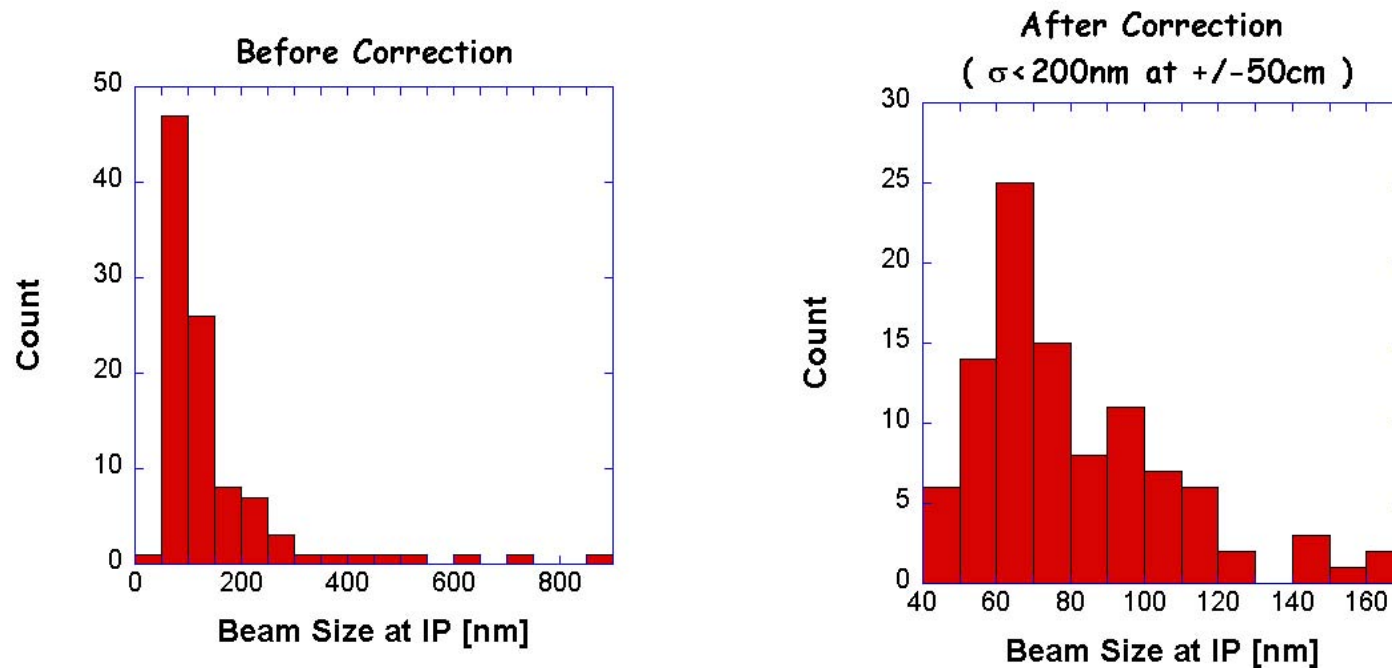 Before Correction
50
40
30
20
10
0
Count
0 200 400 600 800
Beam Size at IP [nm]
After Correction
( σ<200nm at +/-50cm )
30
25
20
15
10
5
0
Count
40 60 80 100 120 140 160
Beam Size at IP [nm]